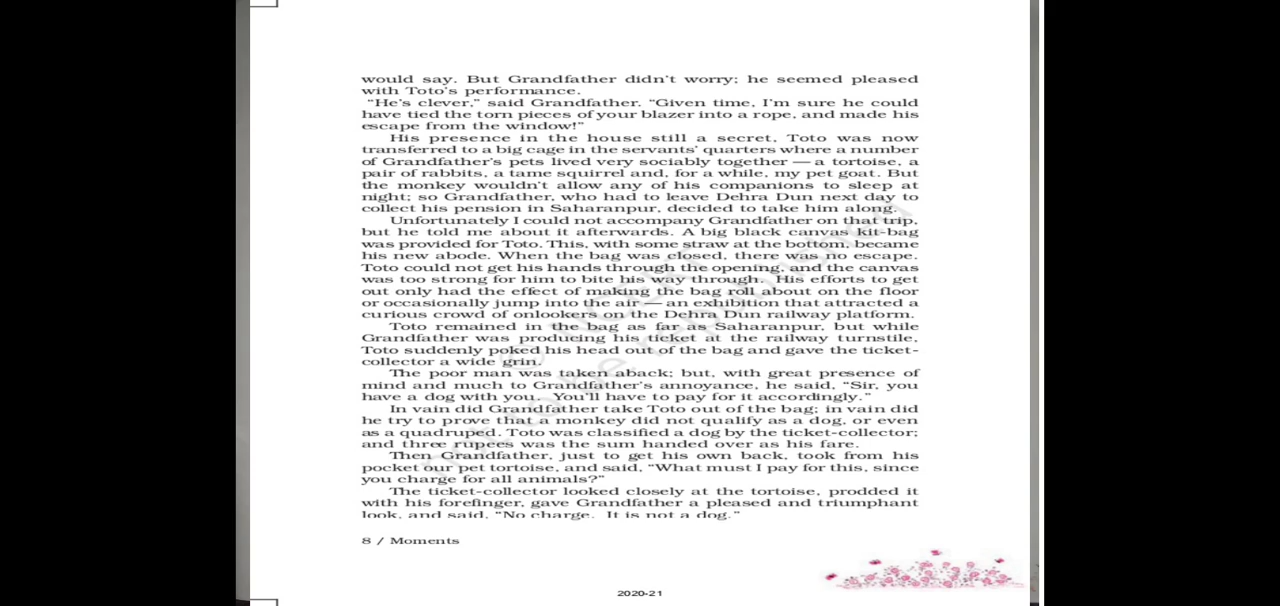 would say. But Grandfather didn't worry; he seemed pleased
with Toto's performance.
“He's clever,” said Grandfather. “Given time, I'm sure he could
have tied the torn pieces of your blazer into a rope, and made his
escape from the window!”
His presence in the house still a secret, Toto was now
transferred to a big cage in the servants' quarters where a number
of Grandfather's pets lived very sociably together — a tortoise, a
pair of rabbits, a tame squirrel and, for a while, my pet goat. But
the monkey wouldn't allow any of his companions to sleep at
night; so Grandfather, who had to leave Dehra Dun next day to
collect his pension in Saharanpur, decided to take him along.
Unfortunately I could not accompany Grandfather on that trip,
but he told me about it afterwards. A big black canvas kit-bag
was provided for Toto. This, with some straw at the bottom, became
his new abode. When the bag was closed, there was no escape.
Toto could not get his hands through the opening, and the canvas
was too strong for him to bite his way through. His efforts to get
out only had the effect of making the bag roll about on the floor
or occasionally jump into the air — an exhibition that attracted a
curious crowd of onlookers on the Dehra Dun railway platform.
Toto remained in the bag as far as Saharanpur, but while
Grandfather was producing his ticket at the railway turnstile,
Toto suddenly poked his head out of the bag and gave the ticket-
collector a wide grin.
The poor man was taken aback; but, with great presence of
mind and much to Grandfather's annoyance, he said, “Sir, you
have a dog with you. You'll have to pay for it accordingly.”
In vain did Grandfather take Toto out of the bag; in vain did
he try to prove that a monkey did not qualify as a dog, or even
as a quadruped. Toto was classified a dog by the ticket-collector;
and three rupees was the sum handed over as his fare.
Then Grandfather, just to get his own back, took from his
pocket our pet tortoise, and said, “What must I pay for this, since
you charge for all animals?”
The ticket-collector looked closely at the tortoise, prodded it
with his forefinger, gave Grandfather a pleased and triumphant
look, and said, “No charge. It is not a dog.”
8 / Moments
2020-21